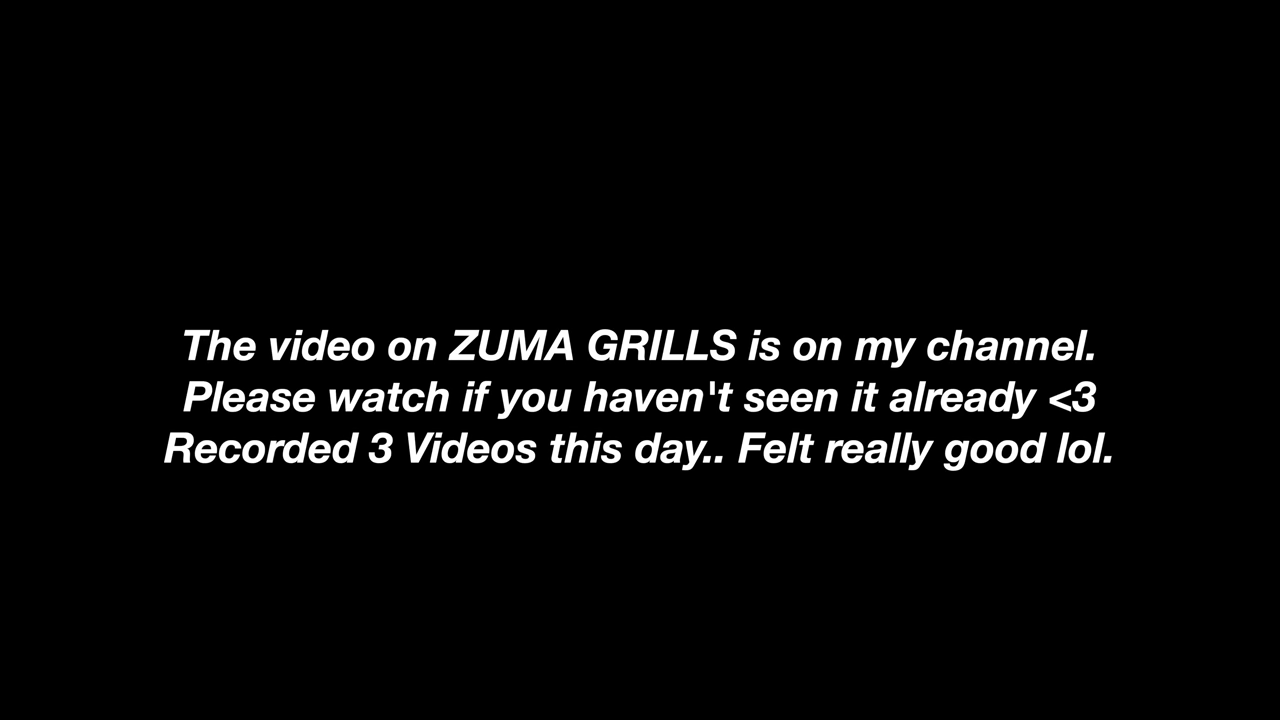 The video on ZUMA GRILLS is on my channel.
Please watch if you haven't seen it already <3
Recorded 3 Videos this day.. Felt really good lol.